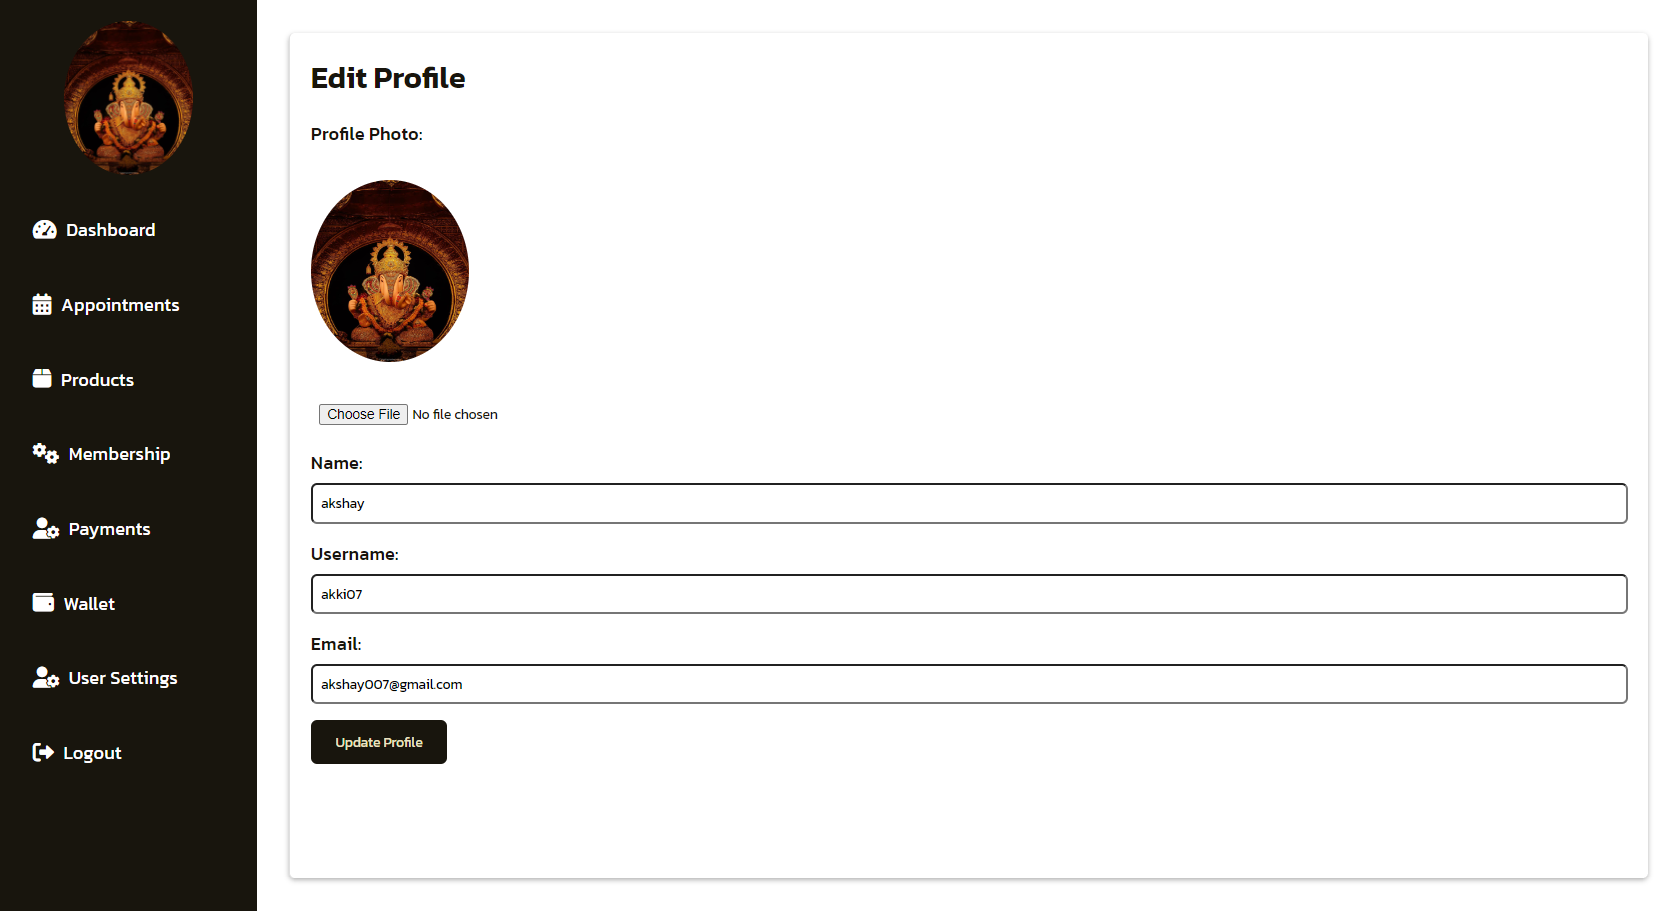 Dashboard
Appointments
Products
Membership
Payments
Wallet
User Settings
Logout
Edit Profile
Profile Photo:
Choose File No file chosen
Name:
akshay
Username:
akki07
Email:
akshay007@gmail.com
Update Profile